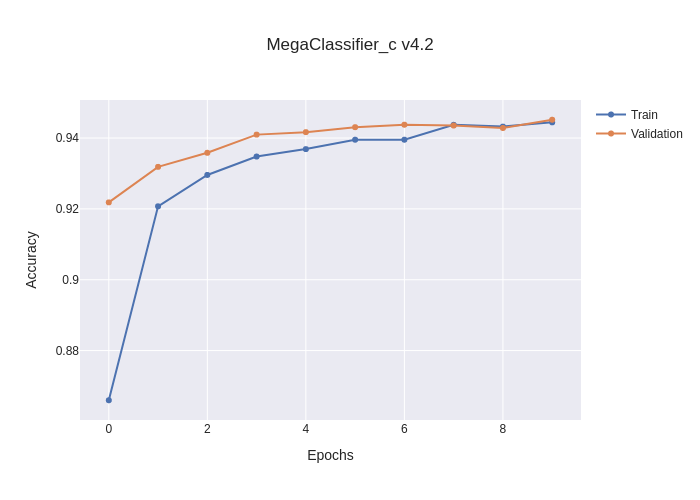 MegaClassifier_c v4.2
Train
Validation
0.94
0.92
0.9
0.88
Accuracy
0
2
4
6
8
Epochs